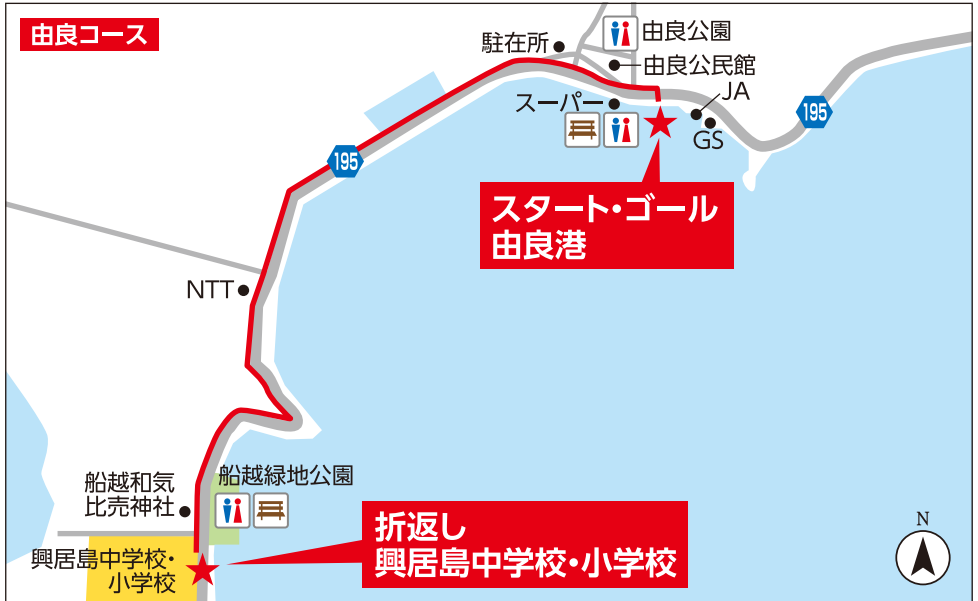 由良コース
駐在所
由良公園
由良公民館
JA
スーパー
GS
195
195
スタート・ゴール
由良港
NTT
船越和気
比売神社
船越緑地公園
折返し
興居島中学校・小学校
興居島中学校・
小学校
N